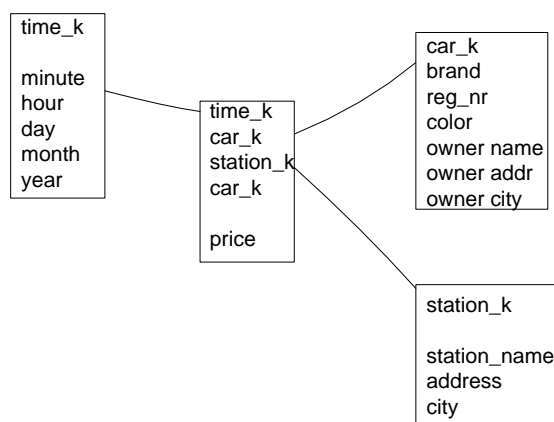 time_k
minute
hour
day
month
year
time_k
car_k
station_k
car_k
price
car_k
brand
reg_nr
color
owner name
owner addr
owner city
station_k
station_name
address
city